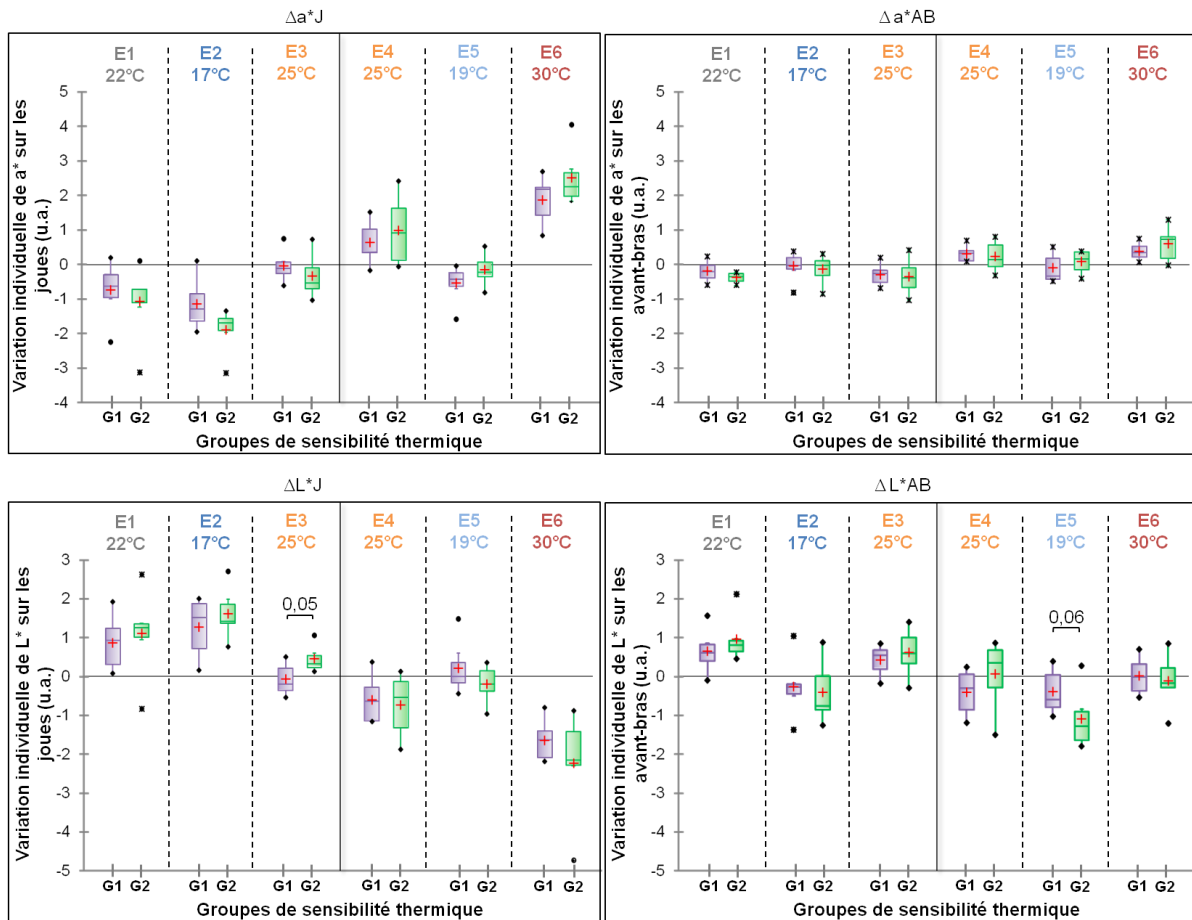 Δa*J
E1 E2 E3 E4 E5 E6
22°C 17°C 25°C 25°C 19°C 30°C
Variation individuelle de a* sur les
joues (u.a.)
5
4
3
2
1
0
-1
-2
-3
-4
G1 G2 G1 G2 G1 G2 G1 G2 G1 G2 G1 G2
Groupes de sensibilité thermique
Δa*AB
E1 E2 E3 E4 E5 E6
22°C 17°C 25°C 25°C 19°C 30°C
Variation individuelle de a* sur les
avant-bras (u.a.)
5
4
3
2
1
0
-1
-2
-3
-4
G1 G2 G1 G2 G1 G2 G1 G2 G1 G2 G1 G2
Groupes de sensibilité thermique
ΔL*J
E1 E2 E3 E4 E5 E6
22°C 17°C 25°C 25°C 19°C 30°C
Variation individuelle de L* sur les
joues (u.a.)
3
2
1
0
-1
-2
-3
-4
-5
0,05
G1 G2 G1 G2 G1 G2 G1 G2 G1 G2 G1 G2
Groupes de sensibilité thermique
ΔL*AB
E1 E2 E3 E4 E5 E6
22°C 17°C 25°C 25°C 19°C 30°C
Variation individuelle de L* sur les
avant-bras (u.a.)
3
2
1
0
-1
-2
-3
-4
-5
0,06
G1 G2 G1 G2 G1 G2 G1 G2 G1 G2 G1 G2
Groupes de sensibilité thermique